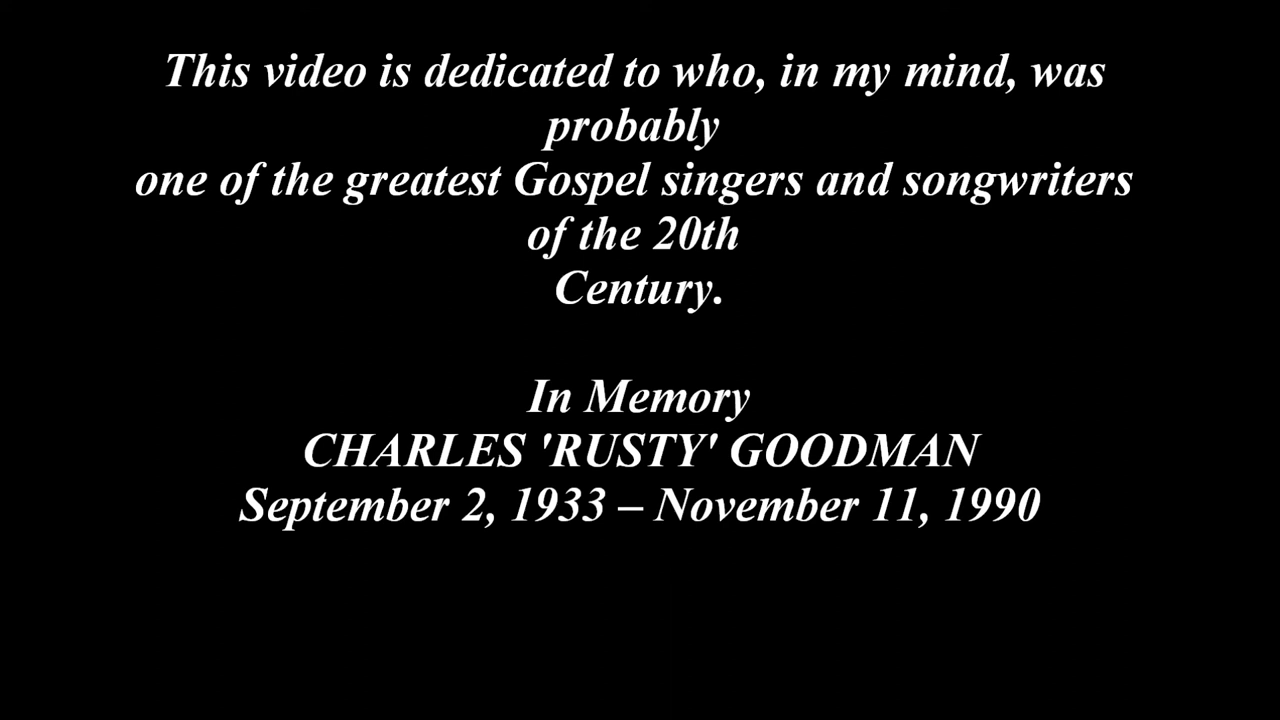 This video is dedicated to who, in my mind, was
probably
one of the greatest Gospel singers and songwriters
of the 20th
Century.
In Memory
CHARLES 'RUSTY' GOODMAN
September 2, 1933 – November 11, 1990